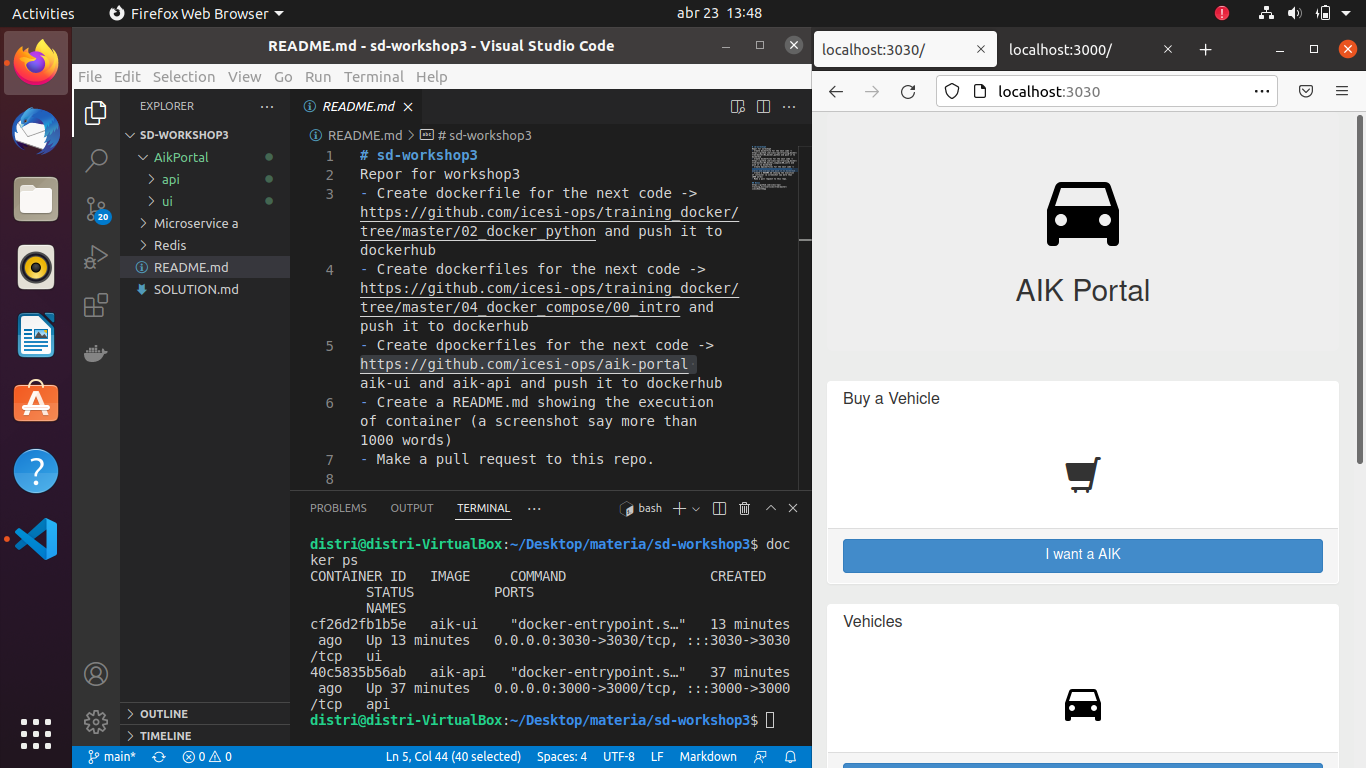 Activities
Firefox Web Browser
abr 23 13:48
README.md - sd-workshop3 - Visual Studio Code
File Edit Selection View Go Run Terminal Help
EXPLORER
SD-WORKSHOP3
AikPortal
api
ui
Microservice a
Redis
README.md
SOLUTION.md
OUTLINE
TIMELINE
20
README.md
README.md > # sd-workshop3
1 # sd-workshop3
2 Repor for workshop3
3 - Create dockerfile for the next code ->
https://github.com/icesi-ops/training_docker/
tree/master/02_docker_python and push it to
dockerhub
4 - Create dockerfiles for the next code ->
https://github.com/icesi-ops/training_docker/
tree/master/04_docker_compose/00_intro and
push it to dockerhub
5 - Create dpockerfiles for the next code ->
https://github.com/icesi-ops/aik-portal
aik-ui and aik-api and push it to dockerhub
6 - Create a README.md showing the execution
of container (a screenshot say more than
1000 words)
7 - Make a pull request to this repo.
8
PROBLEMS OUTPUT TERMINAL ··· bash
distri@distri-VirtualBox:~/Desktop/materia/sd-workshop3$ doc
ker ps
CONTAINER ID IMAGE COMMAND CREATED
STATUS PORTS
NAMES
cf26d2fb1b5e aik-ui "docker-entrypoint.s…" 13 minutes
ago Up 13 minutes 0.0.0.0:3030->3030/tcp, :::3030->3030
/tcp ui
40c5835b56ab aik-api "docker-entrypoint.s…" 37 minutes
ago Up 37 minutes 0.0.0.0:3000->3000/tcp, :::3000->3000
/tcp api
distri@distri-VirtualBox:~/Desktop/materia/sd-workshop3$
main* 0 0 Ln 5, Col 44 (40 selected) Spaces: 4 UTF-8 LF Markdown
localhost:3030/ localhost:3000/
localhost:3030
AIK Portal
Buy a Vehicle
I want a AIK
Vehicles